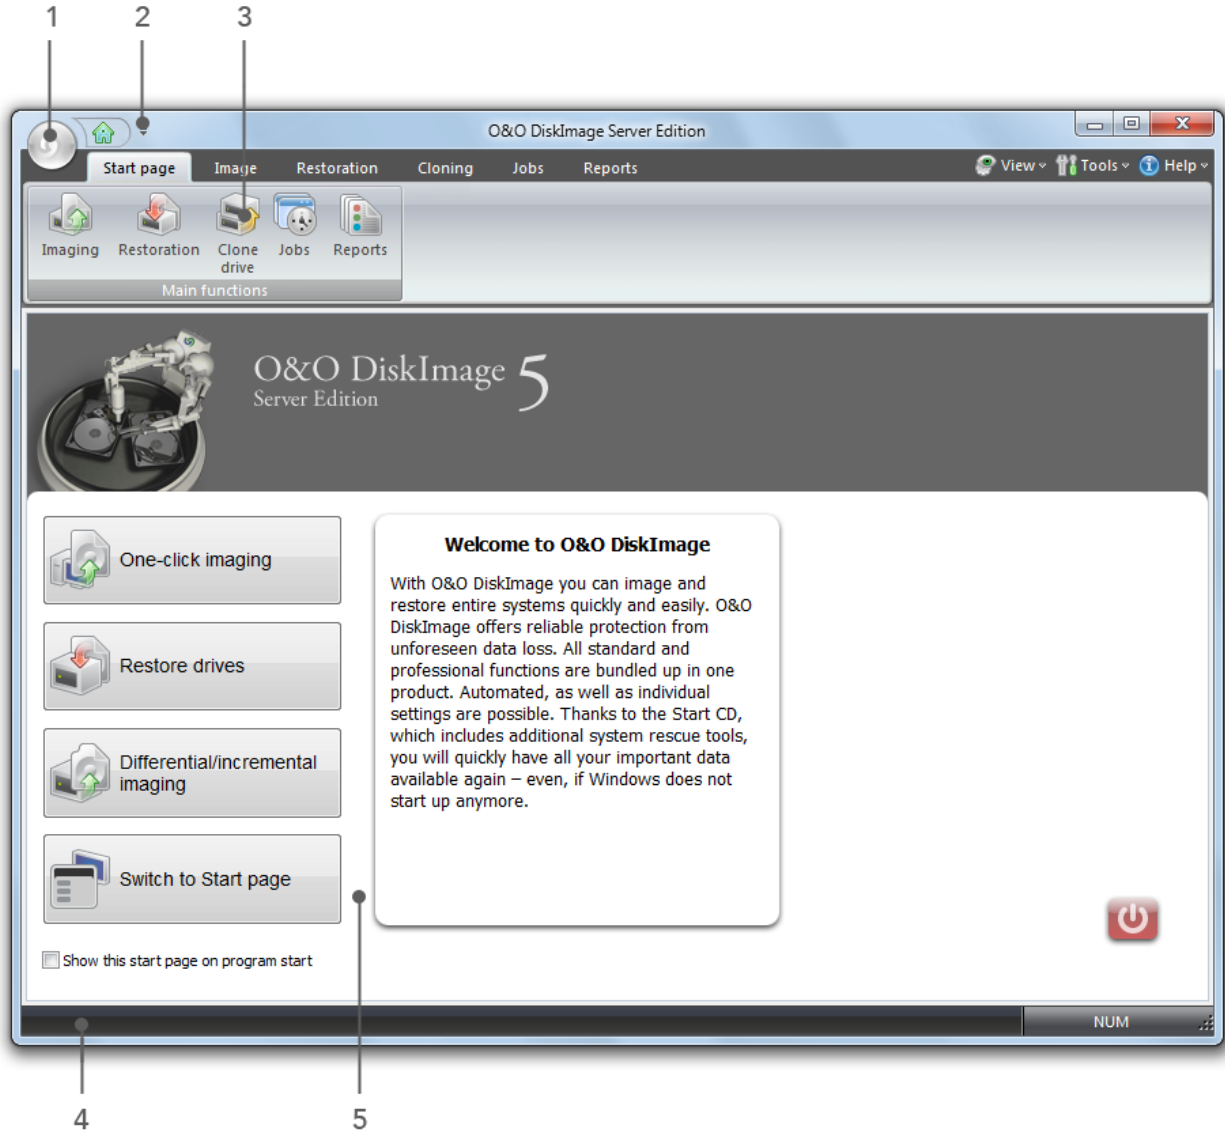 1 2 3
O&O DiskImage Server Edition
Start page Image Restoration Cloning Jobs Reports View Tools Help
Imaging Restoration Clone drive Jobs Reports
Main functions
O&O DiskImage 5
Server Edition
One-click imaging
Restore drives
Differential/incremental
imaging
Switch to Start page
Show this start page on program start
Welcome to O&O DiskImage
With O&O DiskImage you can image and
restore entire systems quickly and easily. O&O
DiskImage offers reliable protection from
unforeseen data loss. All standard and
professional functions are bundled up in one
product. Automated, as well as individual
settings are possible. Thanks to the Start CD,
which includes additional system rescue tools,
you will quickly have all your important data
available again – even, if Windows does not
start up anymore.
NUM
4 5